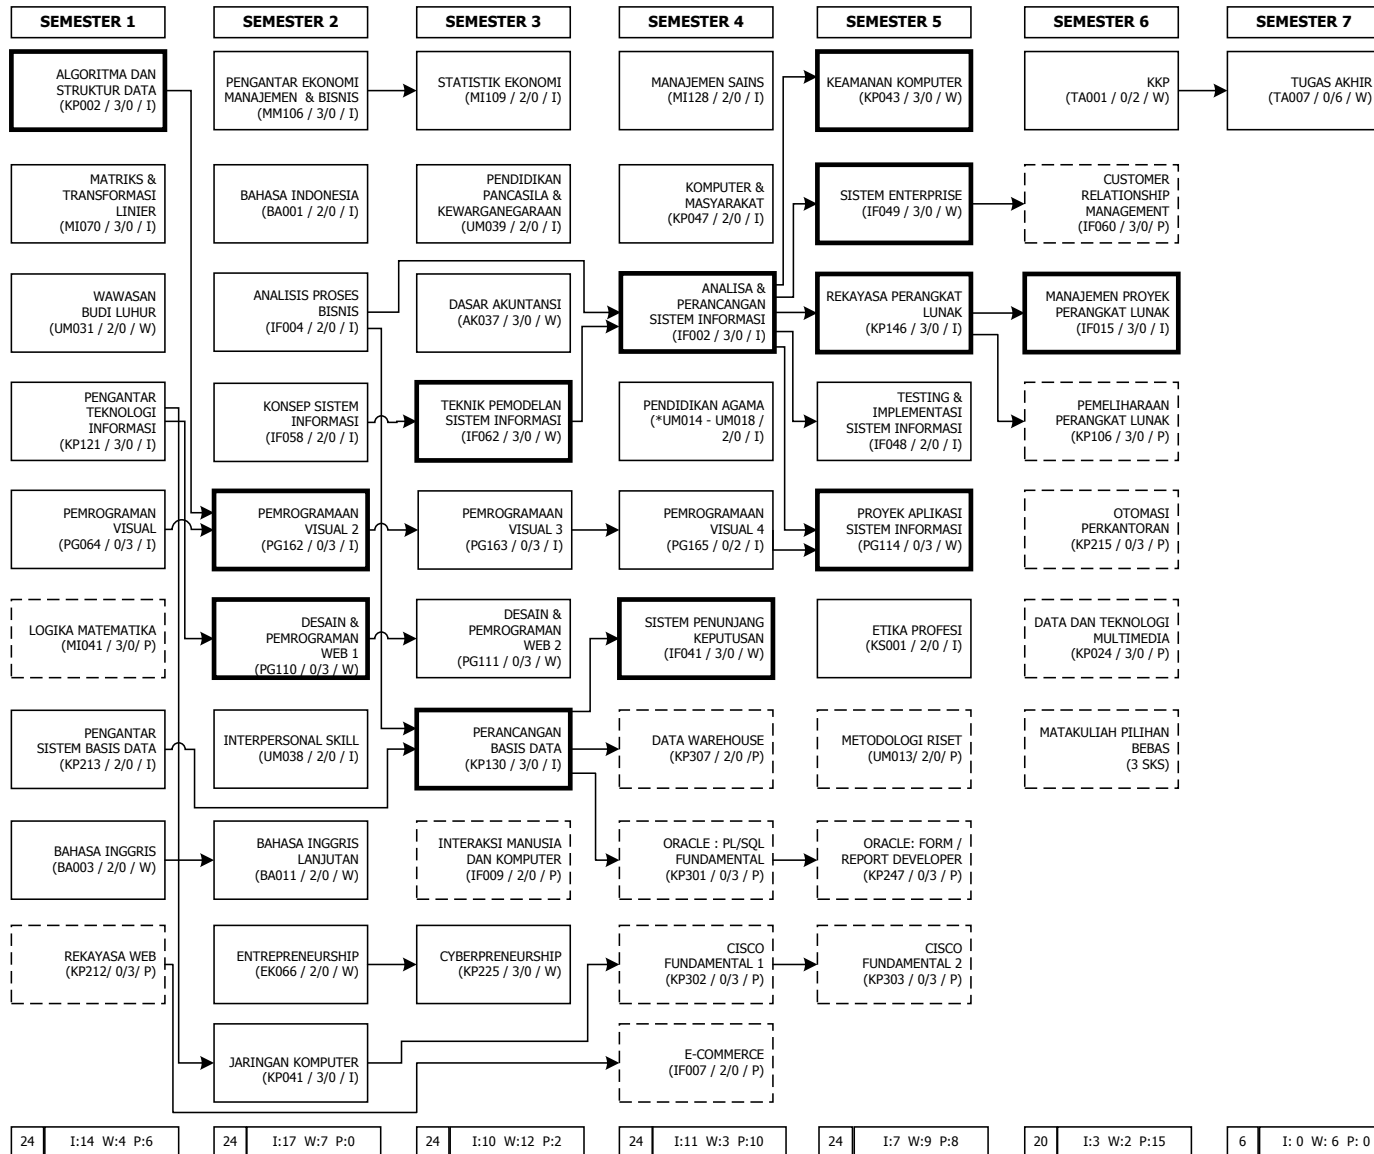 SEMESTER 1
SEMESTER 2
SEMESTER 3
SEMESTER 4
SEMESTER 5
SEMESTER 6
SEMESTER 7
ALGORITMA DAN
STRUKTUR DATA
(KP002 / 3/0 / I)
PENGANTAR EKONOMI
MANAJEMEN & BISNIS
(MM106 / 3/0 / I)
STATISTIK EKONOMI
(MI109 / 2/0 / I)
MANAJEMEN SAINS
(MI128 / 2/0 / I)
KEAMANAN KOMPUTER
(KP043 / 3/0 / W)
KKP
(TA001 / 0/2 / W)
TUGAS AKHIR
(TA007 / 0/6 / W)
MATRIKS &
TRANSFORMASI
LINIER
(MI070 / 3/0 / I)
BAHASA INDONESIA
(BA001 / 2/0 / I)
PENDIDIKAN
PANCASILA &
KEWARGANEGARAAN
(UM039 / 2/0 / I)
KOMPUTER &
MASYARAKAT
(KP047 / 2/0 / I)
SISTEM ENTERPRISE
(IF049 / 3/0 / W)
CUSTOMER
RELATIONSHIP
MANAGEMENT
(IF060 / 3/0/ P)
WAWASAN
BUDI LUHUR
(UM031 / 2/0 / W)
ANALISIS PROSES
BISNIS
(IF004 / 2/0 / I)
DASAR AKUNTANSI
(AK037 / 3/0 / W)
ANALISA &
PERANCANGAN
SISTEM INFORMASI
(IF002 / 3/0 / I)
REKAYASA PERANGKAT
LUNAK
(KP146 / 3/0 / I)
MANAJEMEN PROYEK
PERANGKAT LUNAK
(IF015 / 3/0 / I)
PENGANTAR
TEKNOLOGI
INFORMASI
(KP121 / 3/0 / I)
KONSEP SISTEM
INFORMASI
(IF058 / 2/0 / I)
TEKNIK PEMODELAN
SISTEM INFORMASI
(IF062 / 3/0 / W)
PENDIDIKAN AGAMA
(*UM014 - UM018 /
2/0 / I)
TESTING &
IMPLEMENTASI
SISTEM INFORMASI
(IF048 / 2/0 / I)
PEMELIHARAAN
PERANGKAT LUNAK
(KP106 / 3/0 / P)
PEMROGRAMAN
VISUAL
(PG064 / 0/3 / I)
PEMROGRAMAAN
VISUAL 2
(PG162 / 0/3 / I)
PEMROGRAMAAN
VISUAL 3
(PG163 / 0/3 / I)
PEMROGRAMAAN
VISUAL 4
(PG165 / 0/2 / I)
PROYEK APLIKASI
SISTEM INFORMASI
(PG114 / 0/3 / W)
OTOMASI
PERKANTORAN
(KP215 / 0/3 / P)
LOGIKA MATEMATIKA
(MI041 / 3/0/ P)
DESAIN &
PEMROGRAMAN
WEB 1
(PG110 / 0/3 / W)
DESAIN &
PEMROGRAMAN
WEB 2
(PG111 / 0/3 / W)
SISTEM PENUNJANG
KEPUTUSAN
(IF041 / 3/0 / W)
ETIKA PROFESI
(KS001 / 2/0 / I)
DATA DAN TEKNOLOGI
MULTIMEDIA
(KP024 / 3/0 / P)
PENGANTAR
SISTEM BASIS DATA
(KP213 / 2/0 / I)
INTERPERSONAL SKILL
(UM038 / 2/0 / I)
PERANCANGAN
BASIS DATA
(KP130 / 3/0 / I)
DATA WAREHOUSE
(KP307 / 2/0 /P)
METODOLOGI RISET
(UM013/ 2/0/ P)
MATAKULIAH PILIHAN
BEBAS
(3 SKS)
BAHASA INGGRIS
(BA003 / 2/0 / W)
BAHASA INGGRIS
LANJUTAN
(BA011 / 2/0 / W)
INTERAKSI MANUSIA
DAN KOMPUTER
(IF009 / 2/0 / P)
ORACLE : PL/SQL
FUNDAMENTAL
(KP301 / 0/3 / P)
ORACLE: FORM /
REPORT DEVELOPER
(KP247 / 0/3 / P)
REKAYASA WEB
(KP212/ 0/3/ P)
ENTREPRENEURSHIP
(EK066 / 2/0 / W)
CYBERPRENEURSHIP
(KP225 / 3/0 / W)
CISCO
FUNDAMENTAL 1
(KP302 / 0/3 / P)
CISCO
FUNDAMENTAL 2
(KP303 / 0/3 / P)
JARINGAN KOMPUTER
(KP041 / 3/0 / I)
E-COMMERCE
(IF007 / 2/0 / P)
24 I:14 W:4 P:6
24 I:17 W:7 P:0
24 I:10 W:12 P:2
24 I:11 W:3 P:10
24 I:7 W:9 P:8
20 I:3 W:2 P:15
6 I: 0 W: 6 P: 0